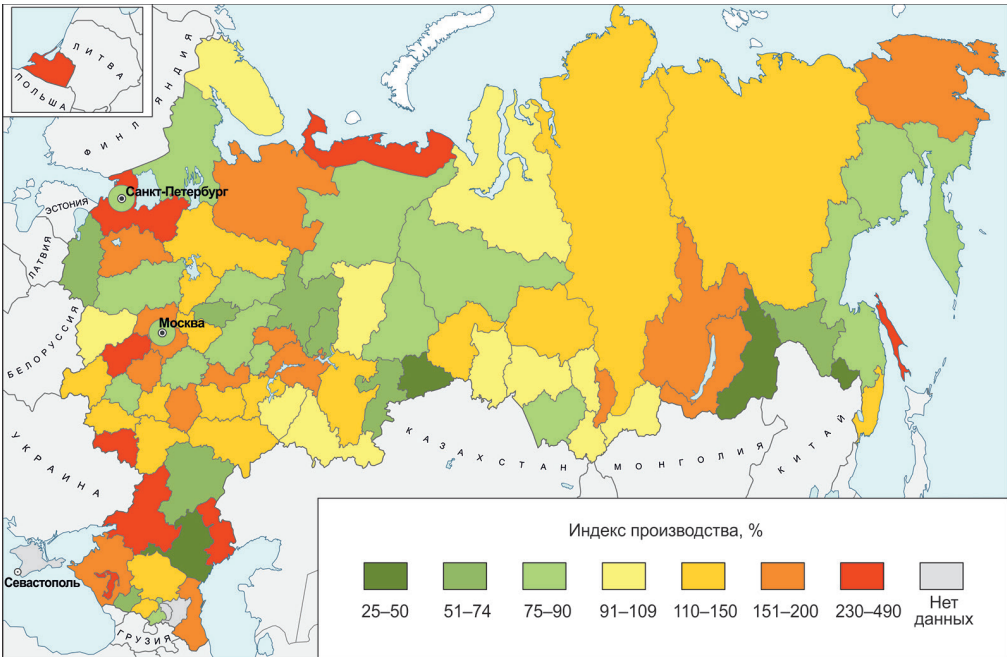 ЛИТВА
ПОЛЬША
ФИНЛЯНДИЯ
Санкт-Петербург
ЭСТОНИЯ
ЛАТВИЯ
Москва
БЕЛОРУССИЯ
УКРАИНА
КАЗАХСТАН
МОНГОЛИЯ
КИТАЙ
Севастополь
ГРУЗИЯ
Индекс производства, %
25–50
51–74
75–90
91–109
110–150
151–200
230–490
Нет
данных